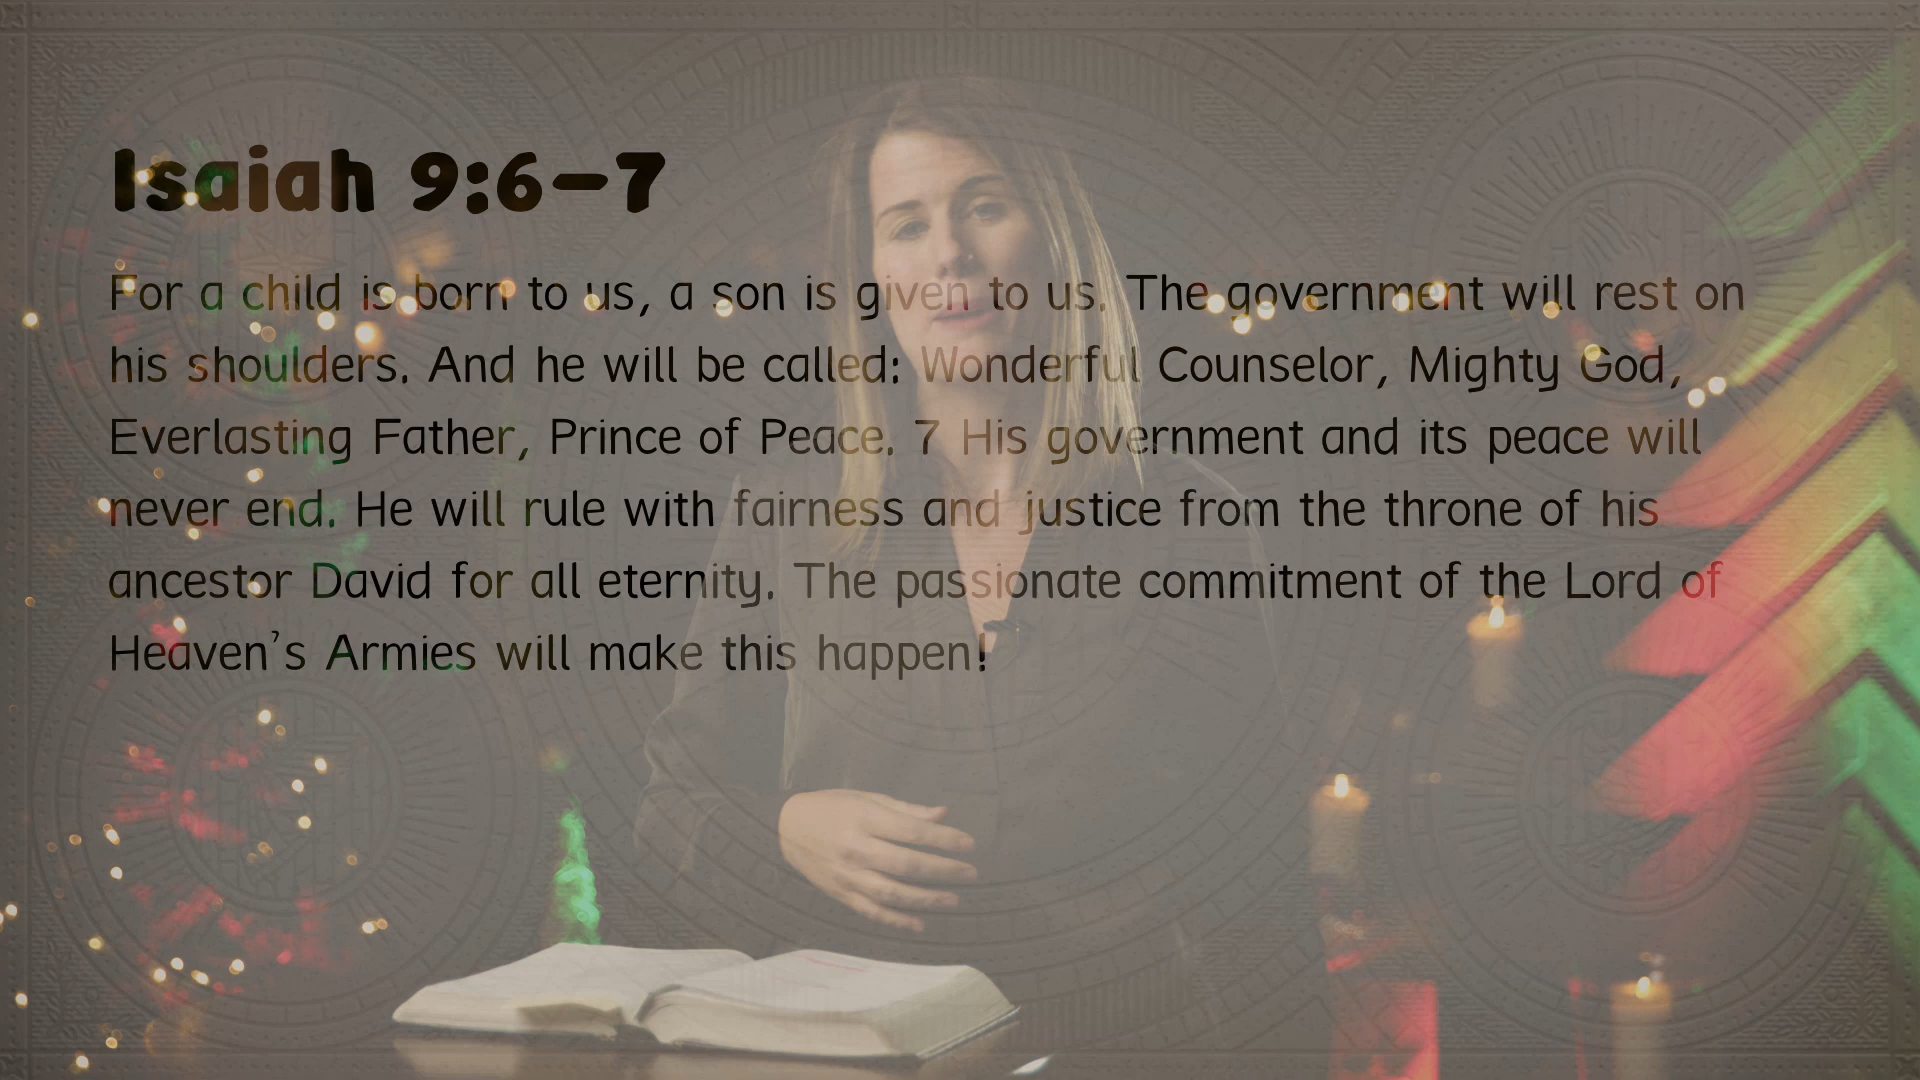 Isaiah 9:6–7
For a child is born to us, a son is given to us. The government will rest on
his shoulders. And he will be called: Wonderful Counselor, Mighty God,
Everlasting Father, Prince of Peace. 7 His government and its peace will
never end. He will rule with fairness and justice from the throne of his
ancestor David for all eternity. The passionate commitment of the Lord of
Heaven’s Armies will make this happen!